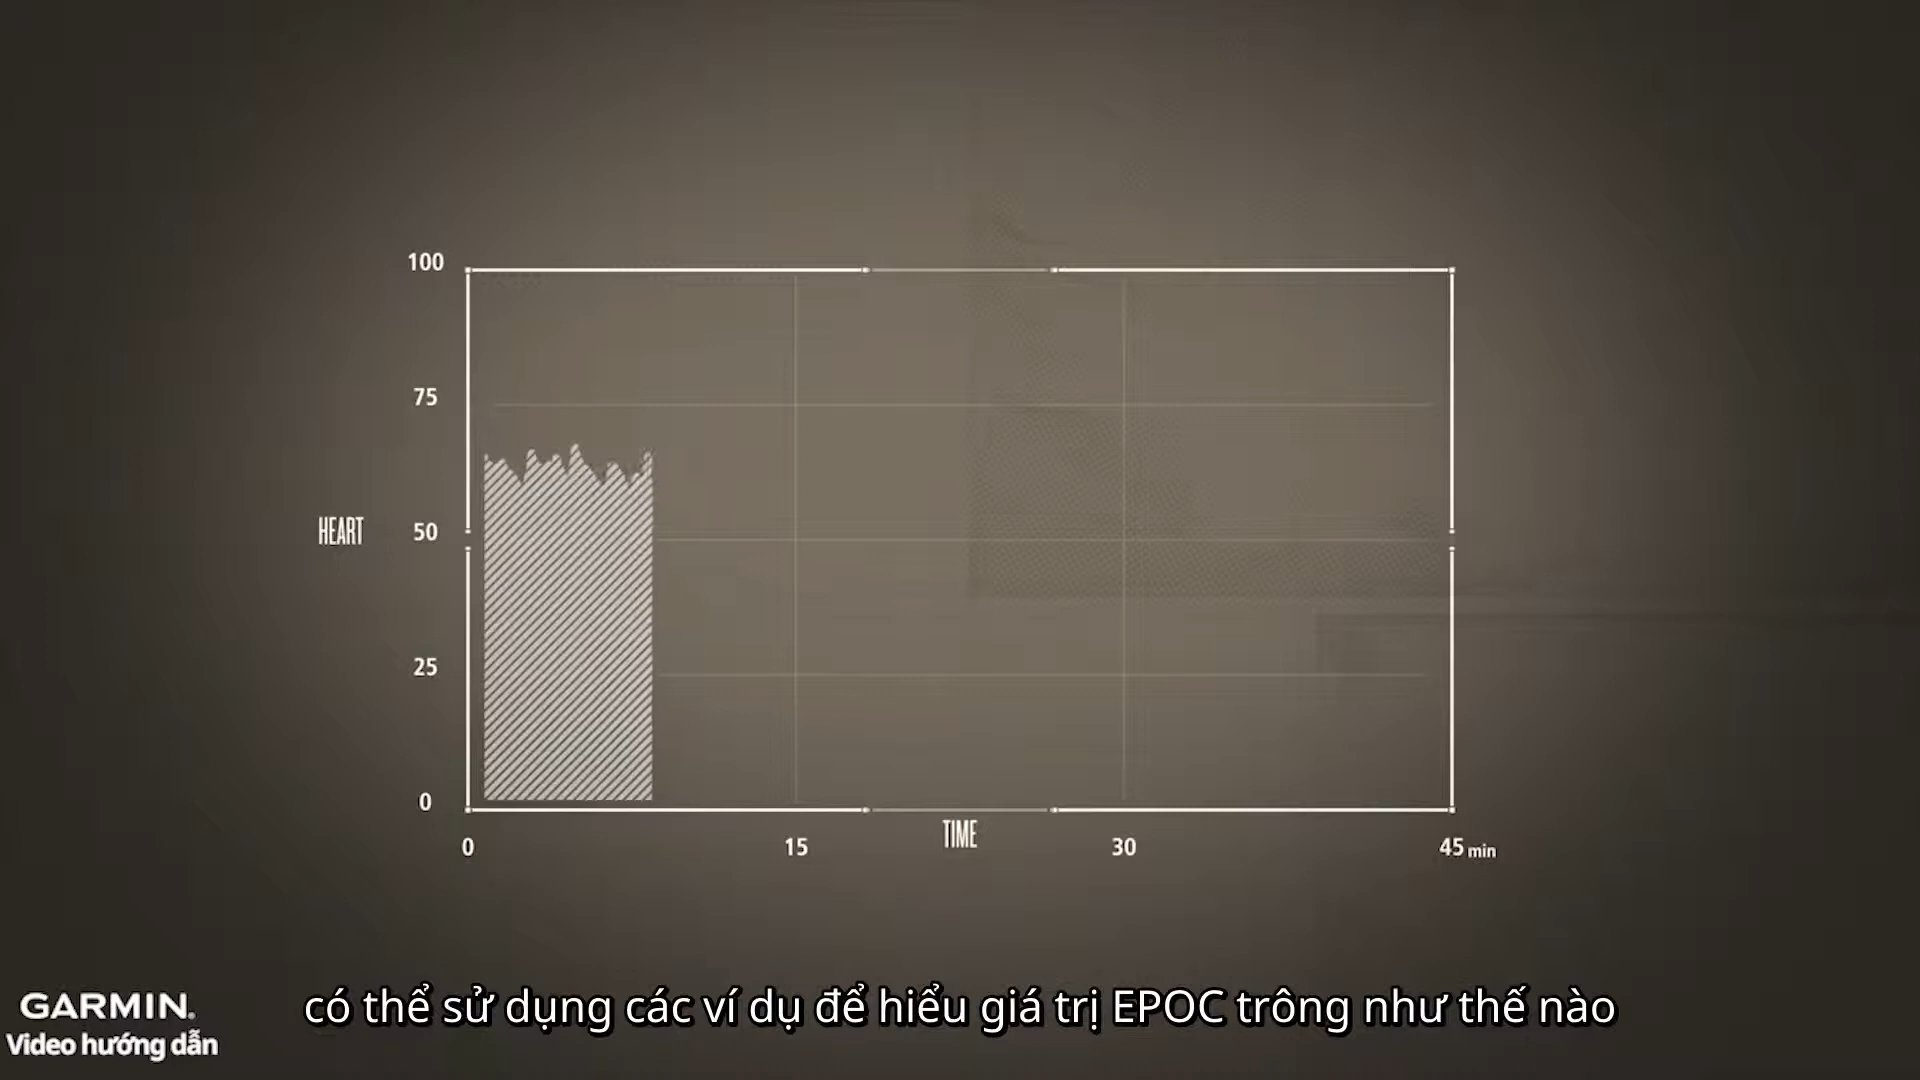 100
75
HEART
50
25
0
TIME
0
15
30
45 min
GARMIN.
Video hướng dẫn
có thể sử dụng các ví dụ để hiểu giá trị EPOC trông như thế nào